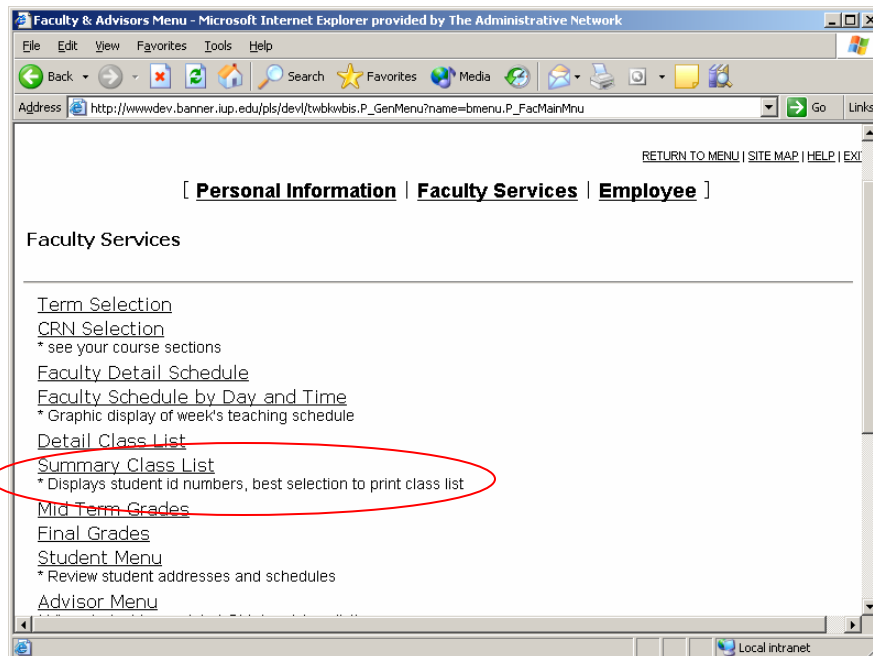 Faculty & Advisors Menu - Microsoft Internet Explorer provided by The Administrative Network
File Edit View Favorites Tools Help
Back Search Favorites Media
Address http://wwwdev.banner.iup.edu/pls/devl/twbkwbis.P_GenMenu?name=bmenu.P_FacMainMnu Go Links
RETURN TO MENU | SITE MAP | HELP | EXI
[ Personal Information | Faculty Services | Employee ]
Faculty Services
Term Selection
CRN Selection
* see your course sections
Faculty Detail Schedule
Faculty Schedule by Day and Time
* Graphic display of week's teaching schedule
Detail Class List
Summary Class List
* Displays student id numbers, best selection to print class list
Mid Term Grades
Final Grades
Student Menu
* Review student addresses and schedules
Advisor Menu
Local intranet